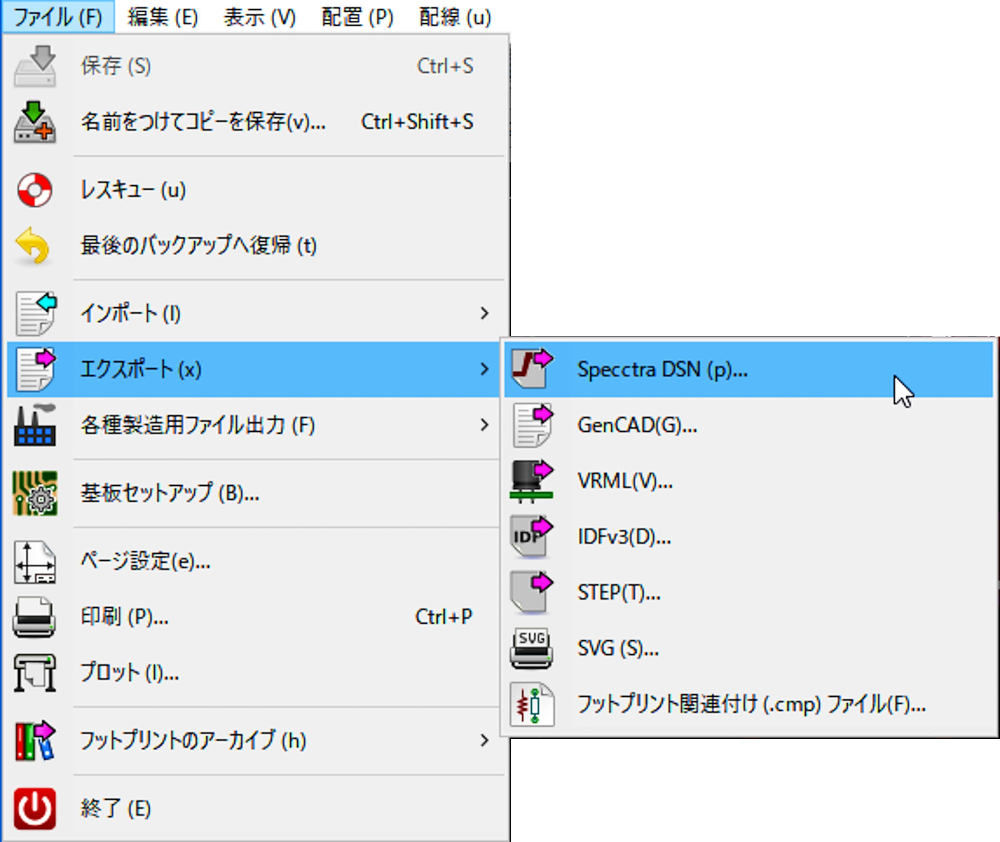 ファイル (F) 編集 (E) 表示 (V) 配置 (P) 配線 (u)
保存 (S) Ctrl+S
名前をつけてコピーを保存(v)... Ctrl+Shift+S
レスキュー (u)
最後のバックアップへ復帰 (t)
インポート (I)
エクスポート (x)
各種製造用ファイル出力 (F)
基板セットアップ (B)...
ページ設定(e)...
印刷 (P)... Ctrl+P
プロット (l)...
フットプリントのアーカイブ (h)
終了 (E)
Specctra DSN (p)...
GenCAD(G)...
VRML(V)...
IDF
IDFv3(D)...
STEP(T)...
SVG
SVG (S)...
フットプリント関連付け (.cmp) ファイル(F)...